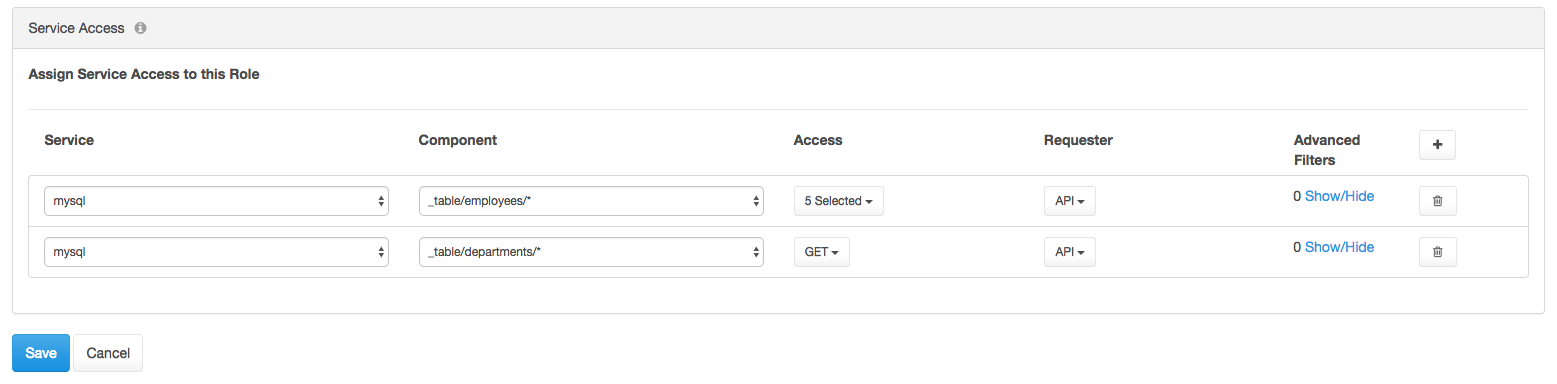 Service Access
Assign Service Access to this Role
Service Component Access Requester Advanced
Filters +
mysql _table/employees/* 5 Selected API 0 Show/Hide
mysql _table/departments/* GET API 0 Show/Hide
Save Cancel